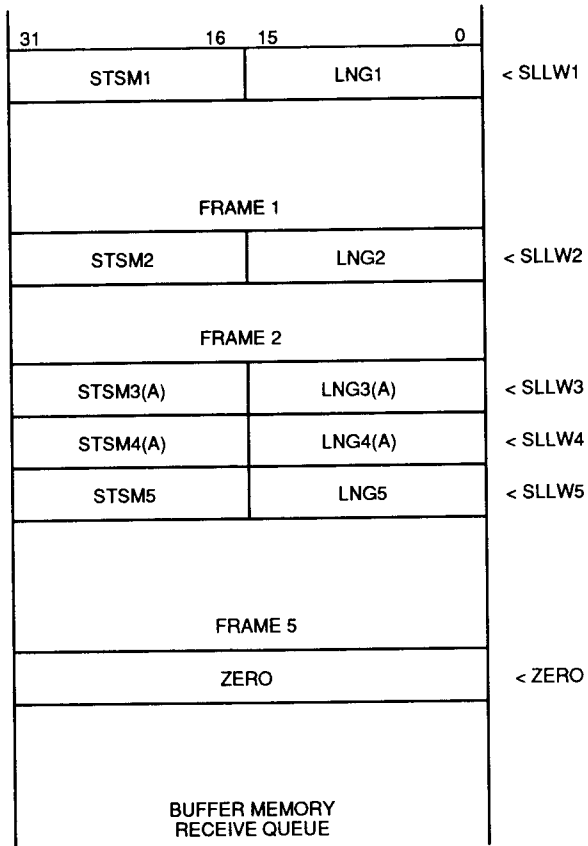 31 16 15 0
STSM1 LNG1 < SLLW1
FRAME 1
STSM2 LNG2 < SLLW2
FRAME 2
STSM3(A) LNG3(A) < SLLW3
STSM4(A) LNG4(A) < SLLW4
STSM5 LNG5 < SLLW5
FRAME 5
ZERO < ZERO
BUFFER MEMORY
RECEIVE QUEUE